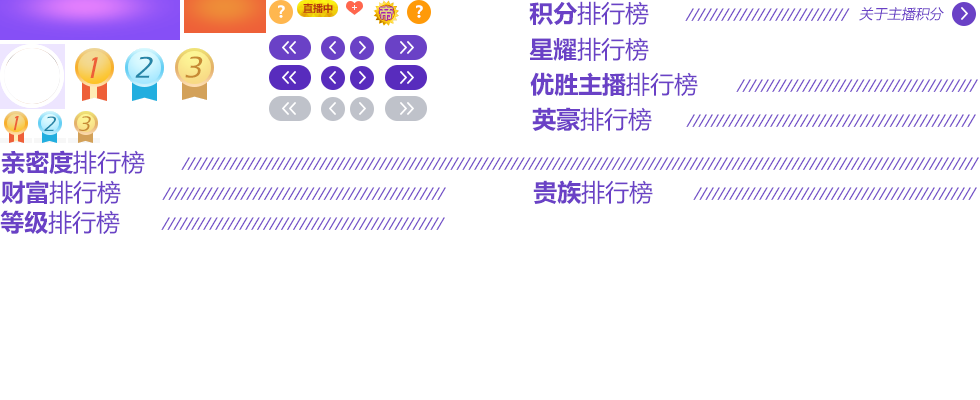 ? 直播中 帝 ?
积分排行榜 关于主播积分
星耀排行榜
1 2 3
优胜主播排行榜
英豪排行榜
1 2 3
亲密度排行榜
财富排行榜 贵族排行榜
等级排行榜